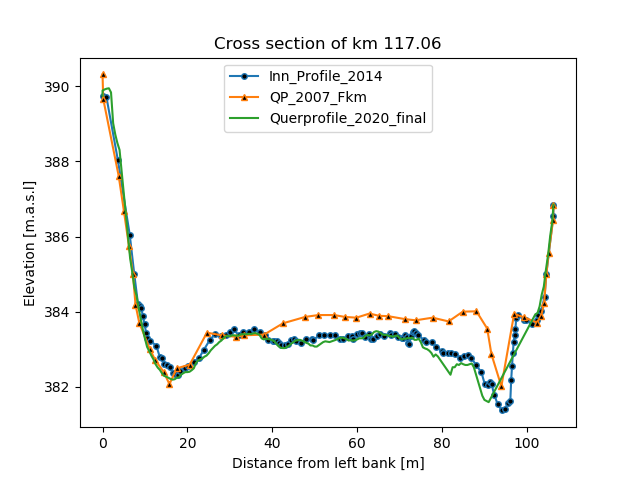 Cross section of km 117.06
Inn_Profile_2014
QP_2007_Fkm
Querprofile_2020_final
Elevation [m.a.s.l]
390
388
386
384
382
0 20 40 60 80 100
Distance from left bank [m]